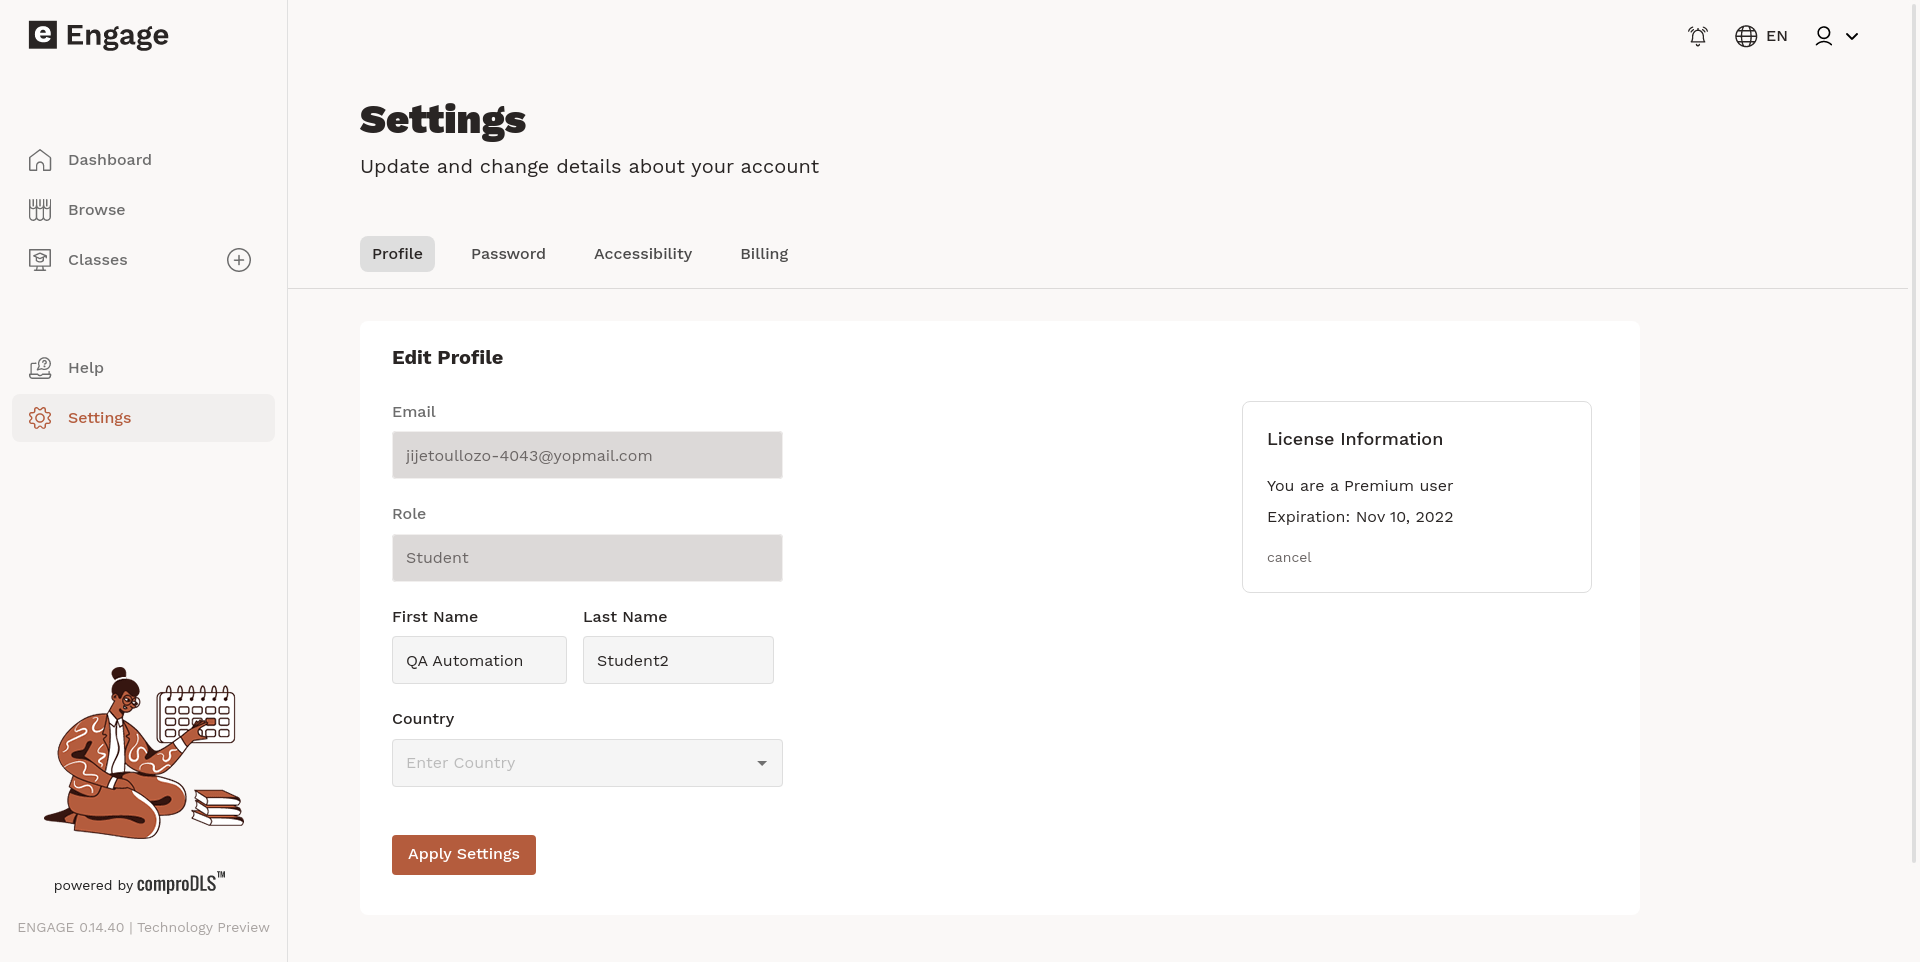 e Engage
EN
Dashboard
Browse
Classes
Help
Settings
powered by comproDLS™
ENGAGE 0.14.40 | Technology Preview
Settings
Update and change details about your account
Profile
Password
Accessibility
Billing
Edit Profile
Email
jijetoullozo-4043@yopmail.com
Role
Student
First Name
Last Name
QA Automation
Student2
Country
Enter Country
Apply Settings
License Information
You are a Premium user
Expiration: Nov 10, 2022
cancel